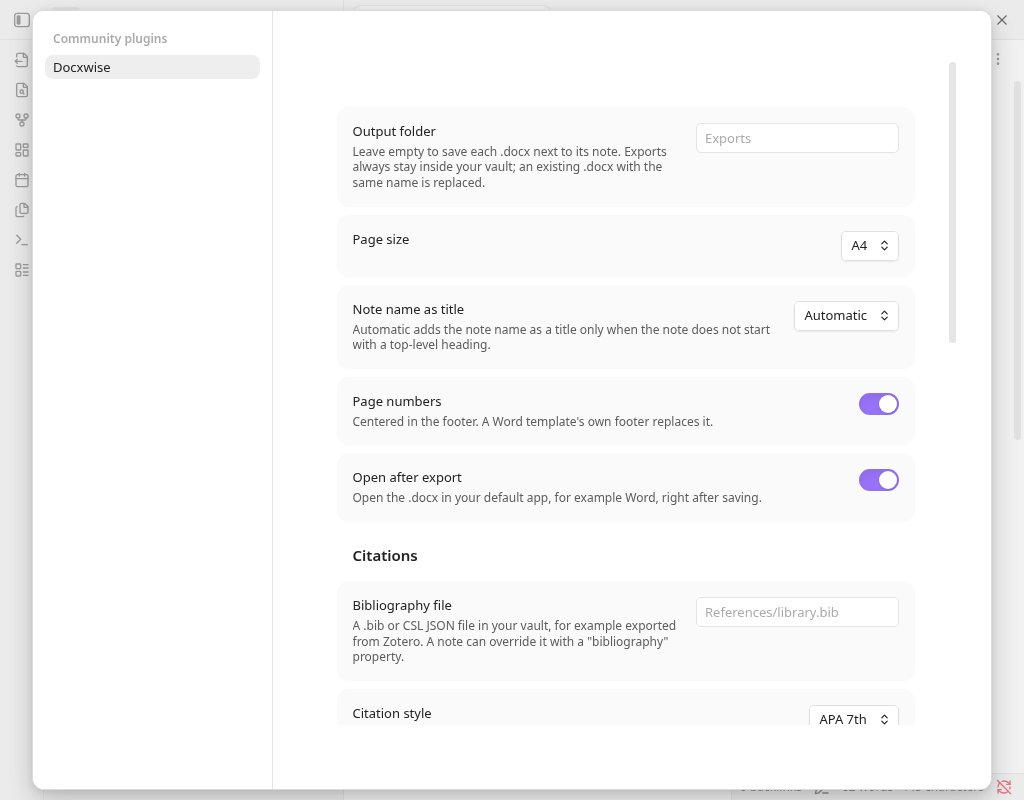 Community plugins
Docxwise
Output folder
Leave empty to save each .docx next to its note. Exports
always stay inside your vault; an existing .docx with the
same name is replaced.
Exports
Page size
A4
Note name as title
Automatic adds the note name as a title only when the note does not start
with a top-level heading.
Automatic
Page numbers
Centered in the footer. A Word template's own footer replaces it.
Open after export
Open the .docx in your default app, for example Word, right after saving.
Citations
Bibliography file
A .bib or CSL JSON file in your vault, for example exported
from Zotero. A note can override it with a "bibliography"
property.
References/library.bib
Citation style
APA 7th